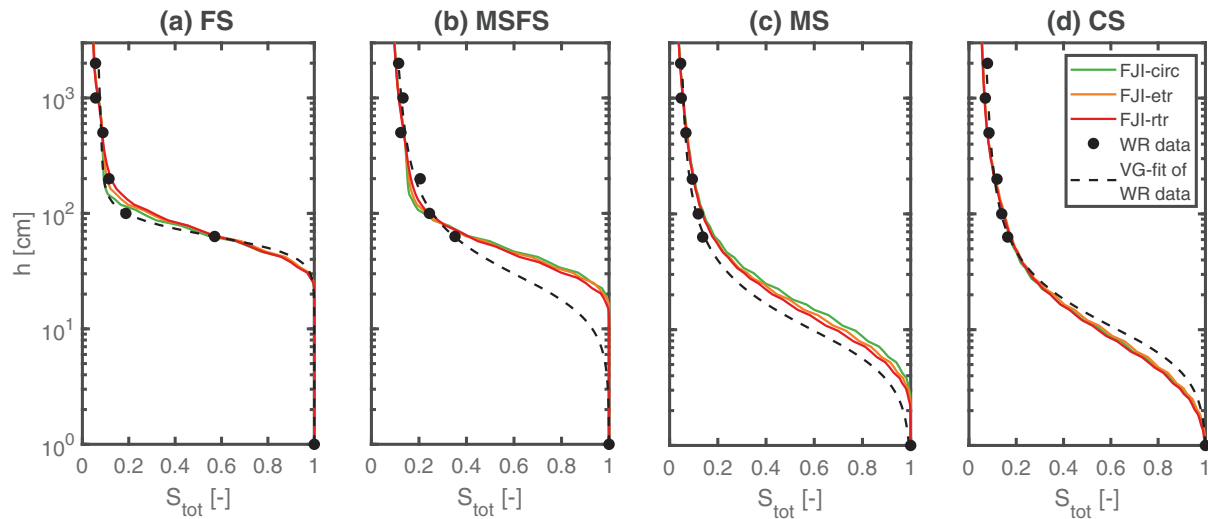 (a) FS
(b) MSFS
(c) MS
(d) CS
FJI-circ
FJI-etr
FJI-rtr
WR data
VG-fit of
WR data
h [cm]
10³
10²
10¹
10⁰
0 0.2 0.4 0.6 0.8 1
0 0.2 0.4 0.6 0.8 1
0 0.2 0.4 0.6 0.8 1
0 0.2 0.4 0.6 0.8 1
S_tot [-]
S_tot [-]
S_tot [-]
S_tot [-]